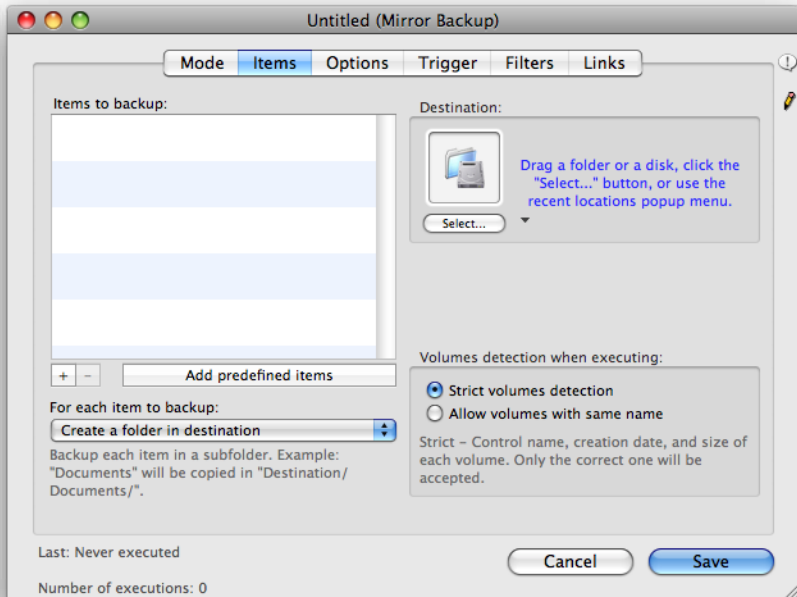 Untitled (Mirror Backup)
Mode Items Options Trigger Filters Links
Items to backup:
+ –
Add predefined items
For each item to backup:
Create a folder in destination
Backup each item in a subfolder. Example:
"Documents" will be copied in "Destination/
Documents/".
Destination:
Drag a folder or a disk, click the
"Select..." button, or use the
recent locations popup menu.
Select...
Volumes detection when executing:
Strict volumes detection
Allow volumes with same name
Strict – Control name, creation date, and size of
each volume. Only the correct one will be
accepted.
Last: Never executed
Number of executions: 0
Cancel
Save